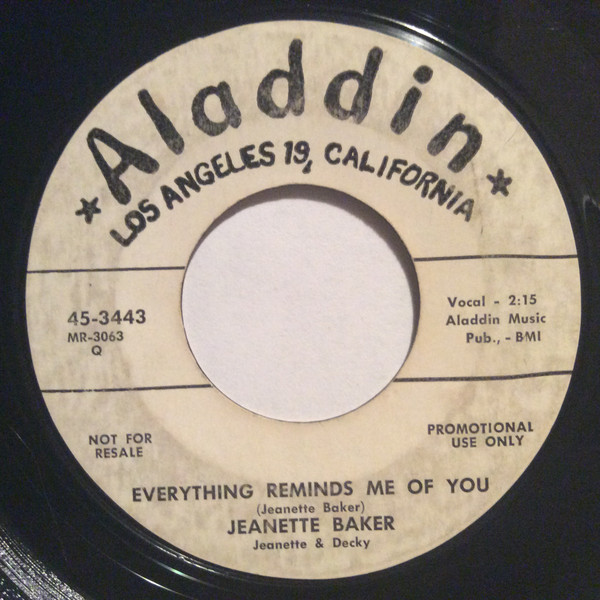 Aladdin
★ LOS ANGELES 19, CALIFORNIA ★
45-3443
MR-3063
Q
Vocal - 2:15
Aladdin Music
Pub., - BMI
NOT FOR
RESALE
PROMOTIONAL
USE ONLY
EVERYTHING REMINDS ME OF YOU
(Jeanette Baker)
JEANETTE BAKER
Jeanette & Decky